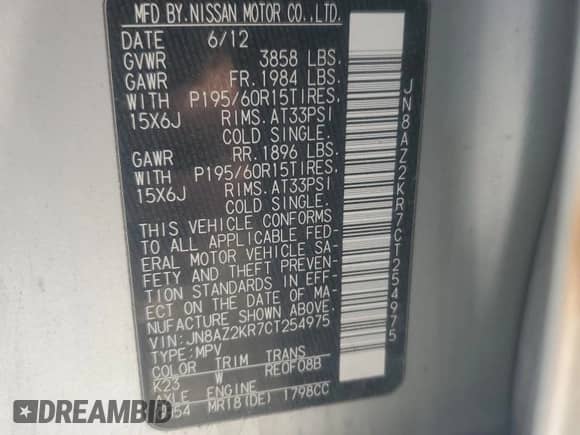 MFD BY.NISSAN MOTOR CO.,LTD.
DATE 6/12
GVWR 3858 LBS.
GAWR FR.1984 LBS.
WITH P195/60R15TIRES,
15X6J RIMS.AT33PSI
COLD SINGLE.
GAWR RR.1896 LBS.
WITH P195/60R15TIRES,
15X6J RIMS.AT33PSI
COLD SINGLE.
THIS VEHICLE CONFORMS
TO ALL APPLICABLE FED-
ERAL MOTOR VEHICLE SA-
FETY AND THEFT PREVEN-
TION STANDARDS IN EFF-
ECT ON THE DATE OF MA-
NUFACTURE SHOWN ABOVE.
VIN:JN8AZ2KR7CT254975
TYPE:MPV
COLOR TRIM TRANS
K23 W RE0F08B
AXLE ENGINE
MR18(DE) 1798CC
JN8AZ2KR7CT254975
DREAMBID